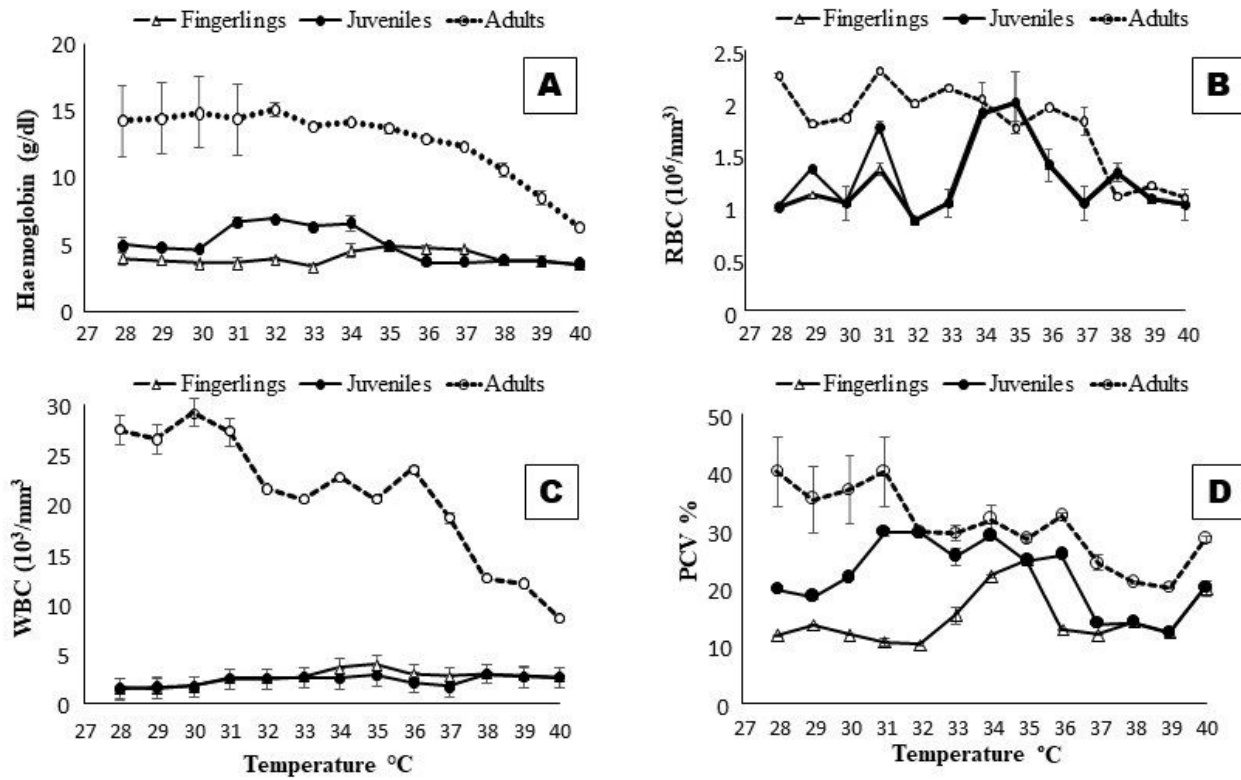 Fingerlings Juveniles Adults
A
20
15
10
5
0
Haemoglobin (g/dl)
27 28 29 30 31 32 33 34 35 36 37 38 39 40
Fingerlings Juveniles Adults
B
2.5
2
1.5
1
0.5
0
RBC (10⁶/mm³)
27 28 29 30 31 32 33 34 35 36 37 38 39 40
Fingerlings Juveniles Adults
C
30
25
20
15
10
5
0
WBC (10³/mm³
27 28 29 30 31 32 33 34 35 36 37 38 39 40
Temperature °C
Fingerlings Juveniles Adults
D
50
40
30
20
10
0
PCV %
27 28 29 30 31 32 33 34 35 36 37 38 39 40
Temperature °C